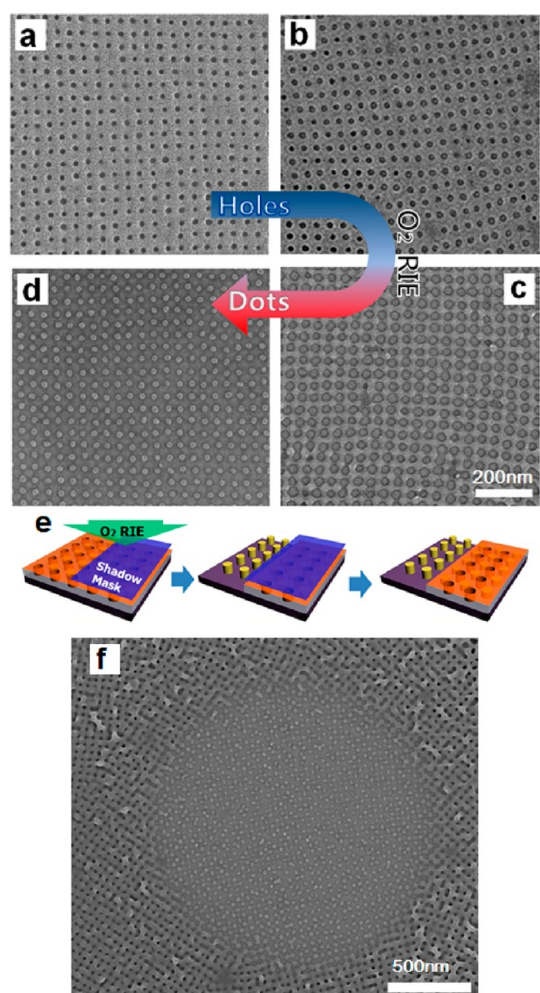 a
b
Holes
O₂ RIE
d
Dots
c
200nm
e
O₂ RIE
Shadow
Mask
f
500nm